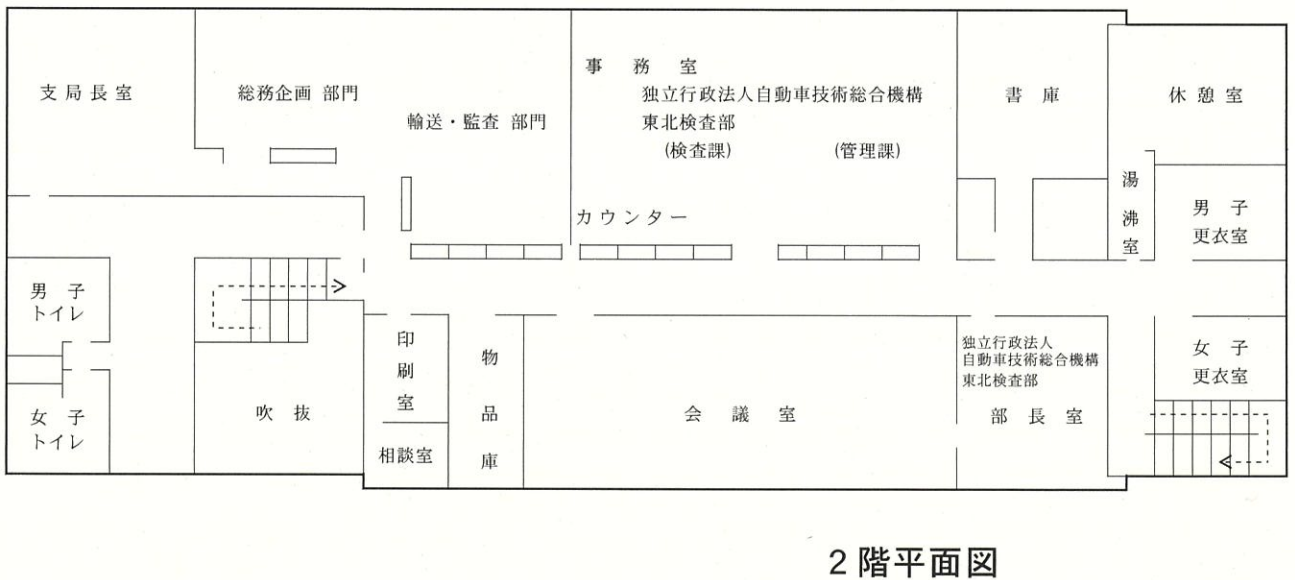 支局長室
総務企画 部門
輸送・監査 部門
事務室
独立行政法人自動車技術総合機構
東北検査部
(検査課)
(管理課)
カウンター
書庫
休憩室
湯沸室
男子
更衣室
男子
トイレ
女子
トイレ
吹抜
印刷室
相談室
物品庫
会議室
独立行政法人
自動車技術総合機構
東北検査部
部長室
女子
更衣室
2階平面図